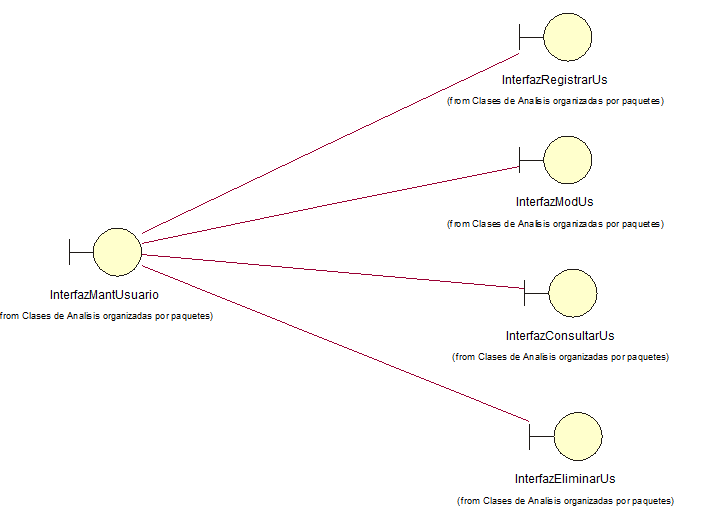 InterfazRegistrarUs
(from Clases de Analisis organizadas por paquetes)
InterfazModUs
(from Clases de Analisis organizadas por paquetes)
InterfazMantUsuario
from Clases de Analisis organizadas por paquetes)
InterfazConsultarUs
(from Clases de Analisis organizadas por paquetes)
InterfazEliminarUs
(from Clases de Analisis organizadas por paquetes)